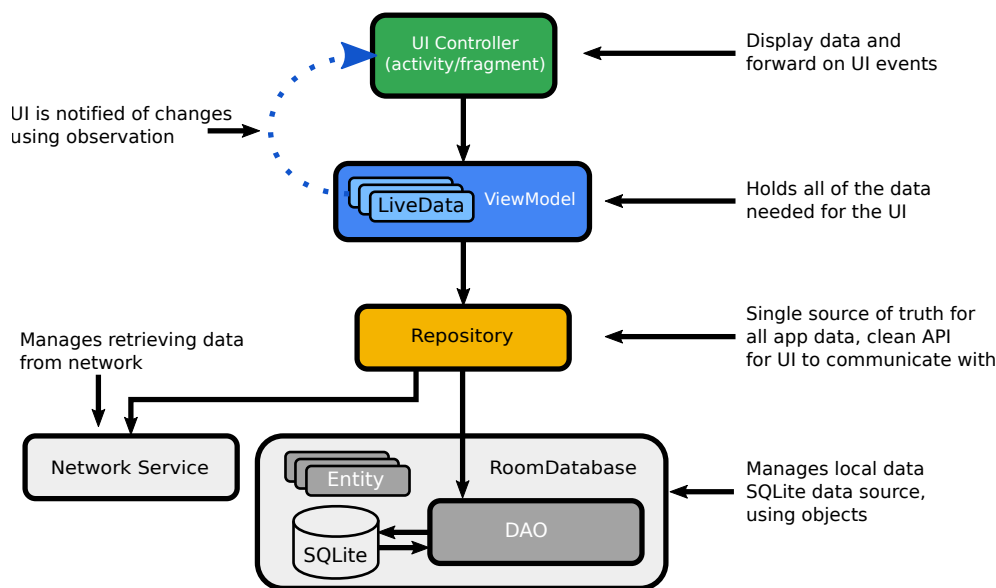 UI Controller
(activity/fragment)
Display data and
forward on UI events
UI is notified of changes
using observation
LiveData
ViewModel
Holds all of the data
needed for the UI
Repository
Single source of truth for
all app data, clean API
for UI to communicate with
Manages retrieving data
from network
Network Service
Entity
RoomDatabase
DAO
SQLite
Manages local data
SQLite data source,
using objects